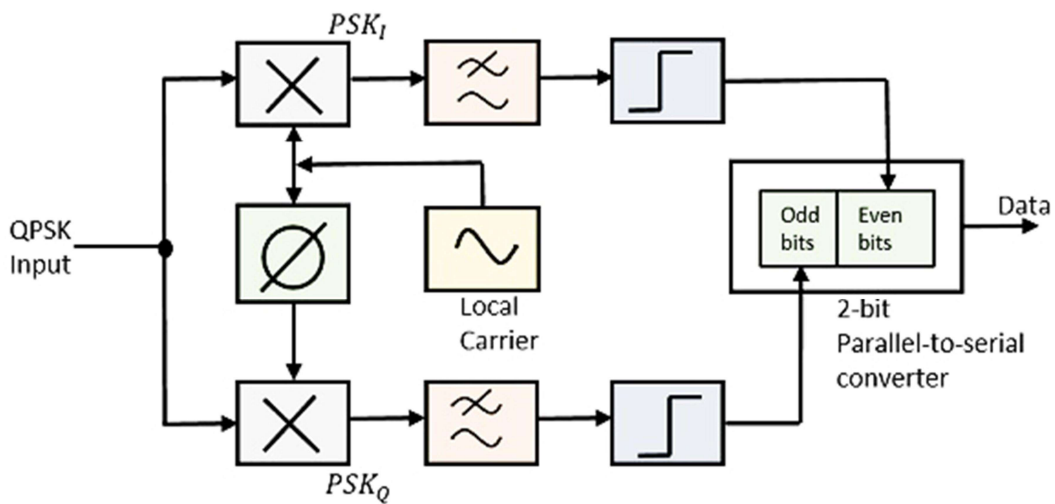 PSK_I
QPSK
Input
Odd
bits
Even
bits
Data
Local
Carrier
2-bit
Parallel-to-serial
converter
PSK_Q